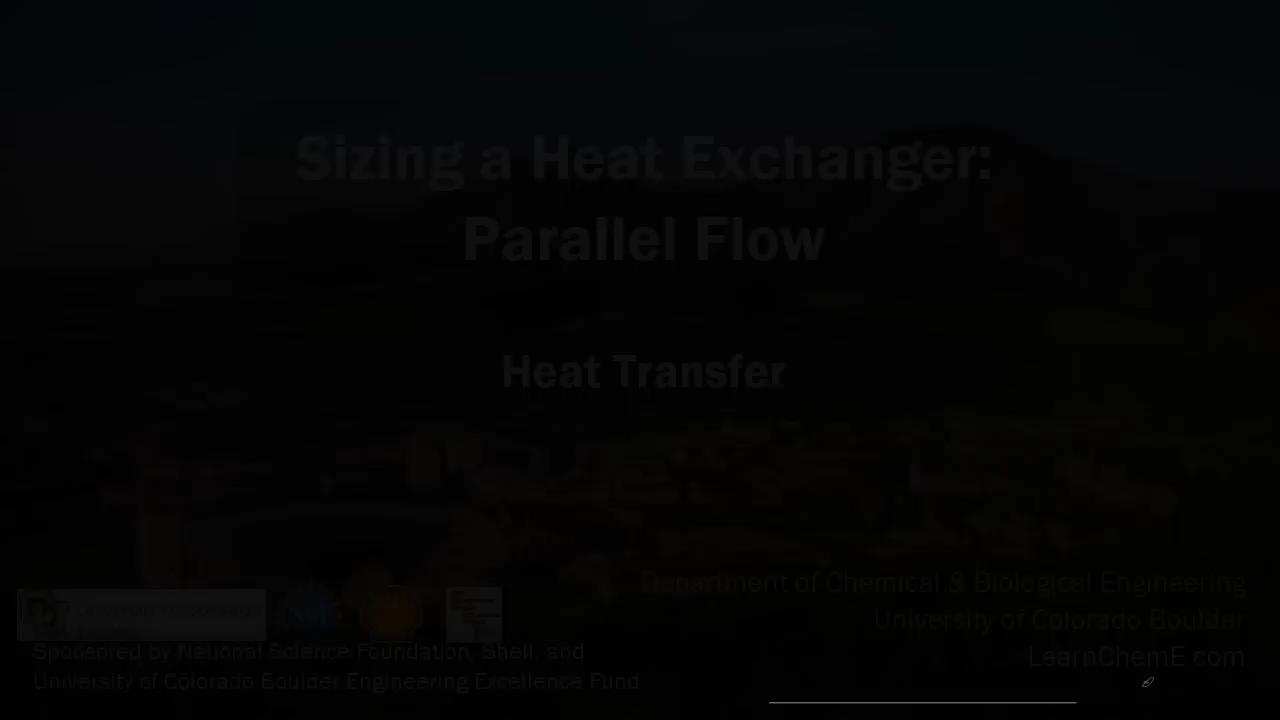 Sizing a Heat Exchanger:
Parallel Flow
Heat Transfer
Department of Chemical & Biological Engineering
University of Colorado Boulder
LearnChemE.com
Sponsored by National Science Foundation, Shell, and
University of Colorado Boulder Engineering Excellence Fund